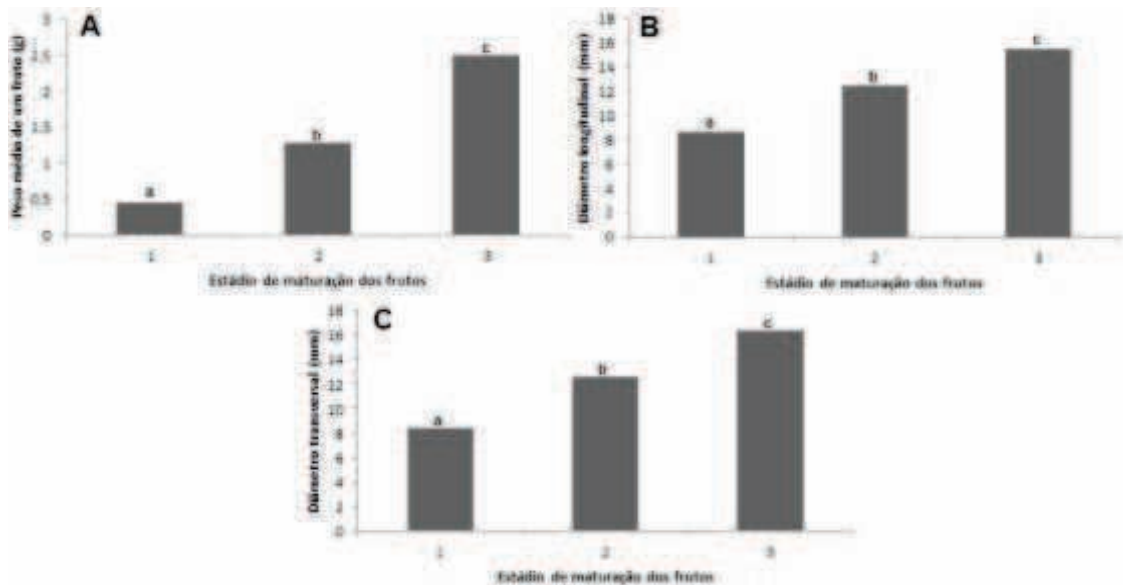 A
Peso médio de um fruto (g)
3
2.5
2
1.5
1
0.5
0
a
b
c
1
2
3
Estádio de maturação dos frutos
B
Diâmetro longitudinal (mm)
18
16
14
12
10
8
6
4
2
0
a
b
c
1
2
3
Estádio de maturação dos frutos
C
Diâmetro transversal (mm)
18
16
14
12
10
8
6
4
2
0
a
b
c
1
2
3
Estádio de maturação dos frutos